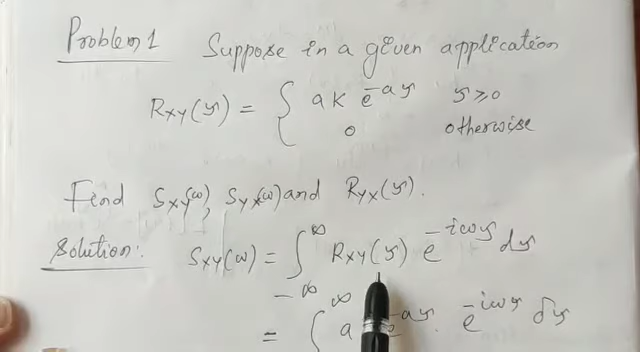 Problem 1 Suppose in a given application
Rxy(τ) = { aK e^{-aτ} τ ≥ 0
0 otherwise
Find Sxy(ω), Syx(ω) and Ryx(τ).
Solution: Sxy(ω) = ∫_{-∞}^{∞} Rxy(τ) e^{-iωτ} dτ
= ∫^{∞} a e^{-aτ} . e^{-iωτ} dτ